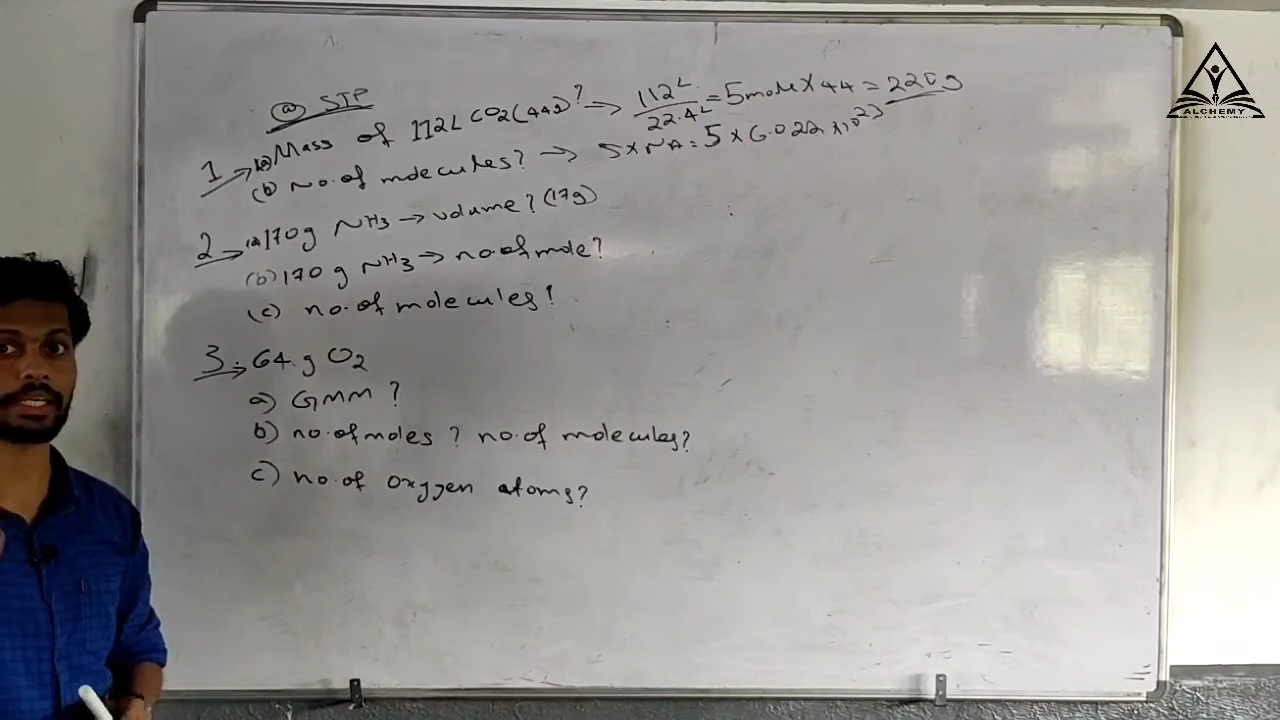 @ STP
1 → (a) Mass of 112L CO2(44g)? → 112L/22.4L = 5mole × 44 = 220g
(b) no.of molecules? → 5×NA = 5 × 6.022 ×10^23
2 → (a) 170g NH3 → volume? (17g)
(b) 170 g NH3 → no.of mole?
(c) no.of molecules?
3. → 64.g O2
a) GMM ?
b) no.of moles ? no.of molecules?
c) no.of oxygen atoms?
ALCHEMY